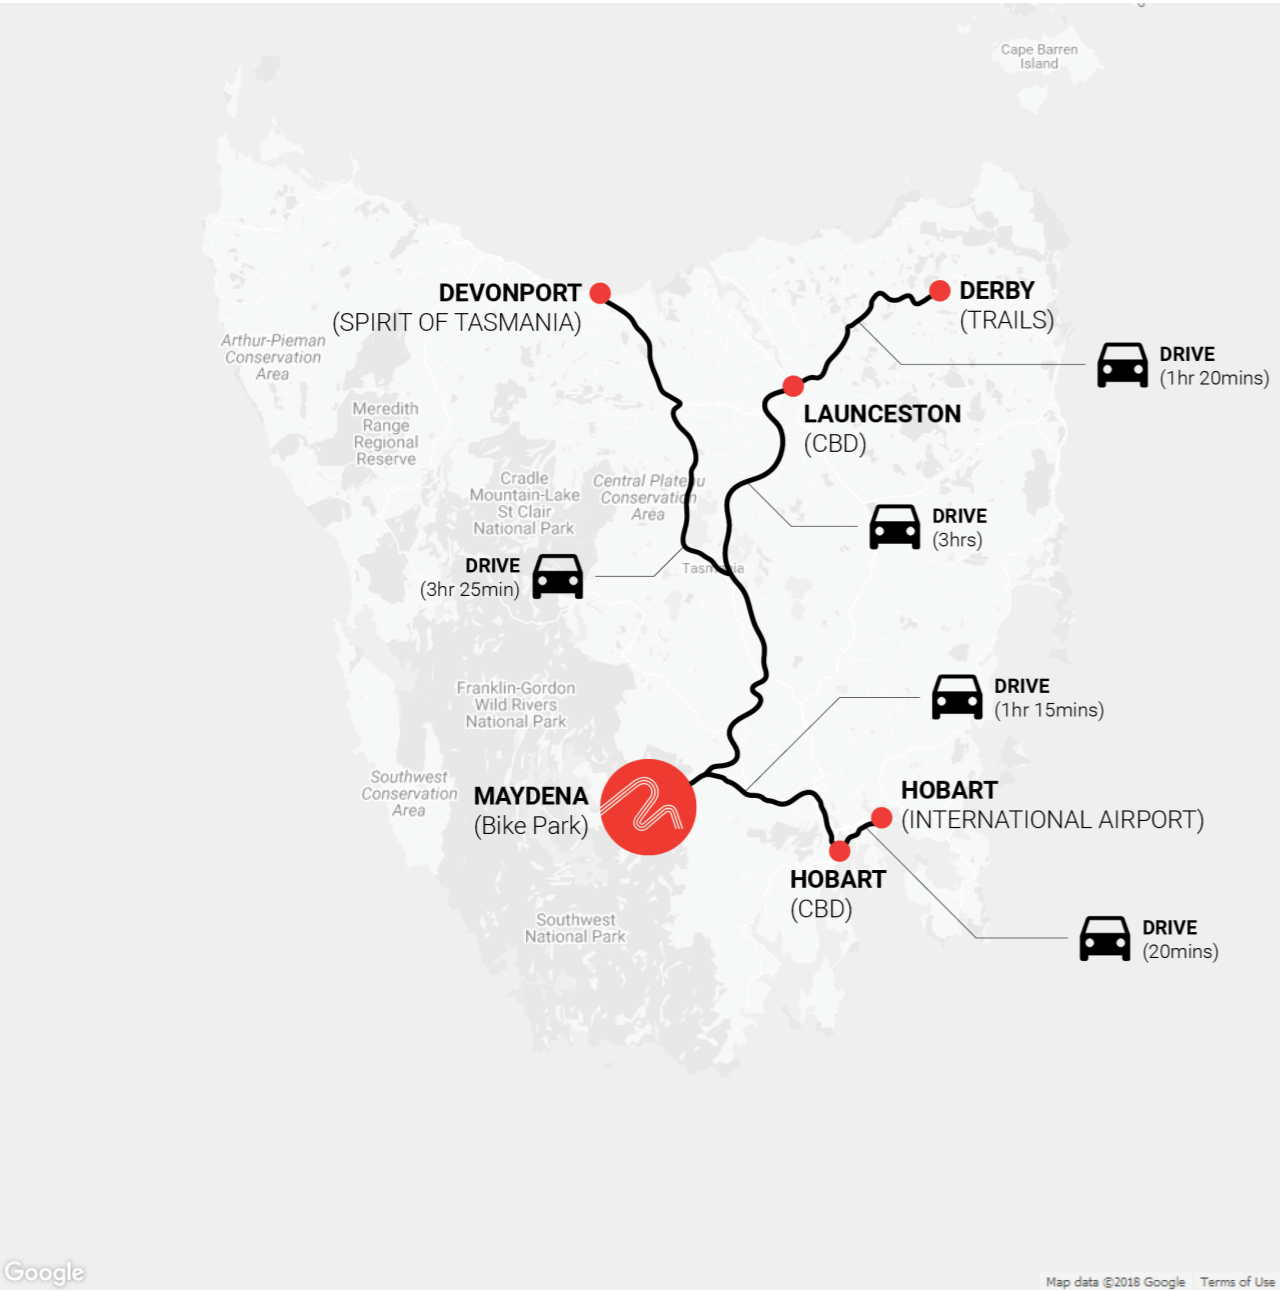 Cape Barren
Island
DEVONPORT
(SPIRIT OF TASMANIA)
DERBY
(TRAILS)
Arthur-Pieman
Conservation
Area
DRIVE
(1hr 20mins)
LAUNCESTON
(CBD)
Meredith
Range
Regional
Reserve
Cradle
Mountain-Lake
St Clair
National Park
Central Plateau
Conservation
Area
DRIVE
(3hrs)
DRIVE
(3hr 25min)
Tasmania
Franklin-Gordon
Wild Rivers
National Park
DRIVE
(1hr 15mins)
Southwest
Conservation
Area
MAYDENA
(Bike Park)
HOBART
(INTERNATIONAL AIRPORT)
HOBART
(CBD)
Southwest
National Park
DRIVE
(20mins)
Google
Map data ©2018 Google Terms of Use